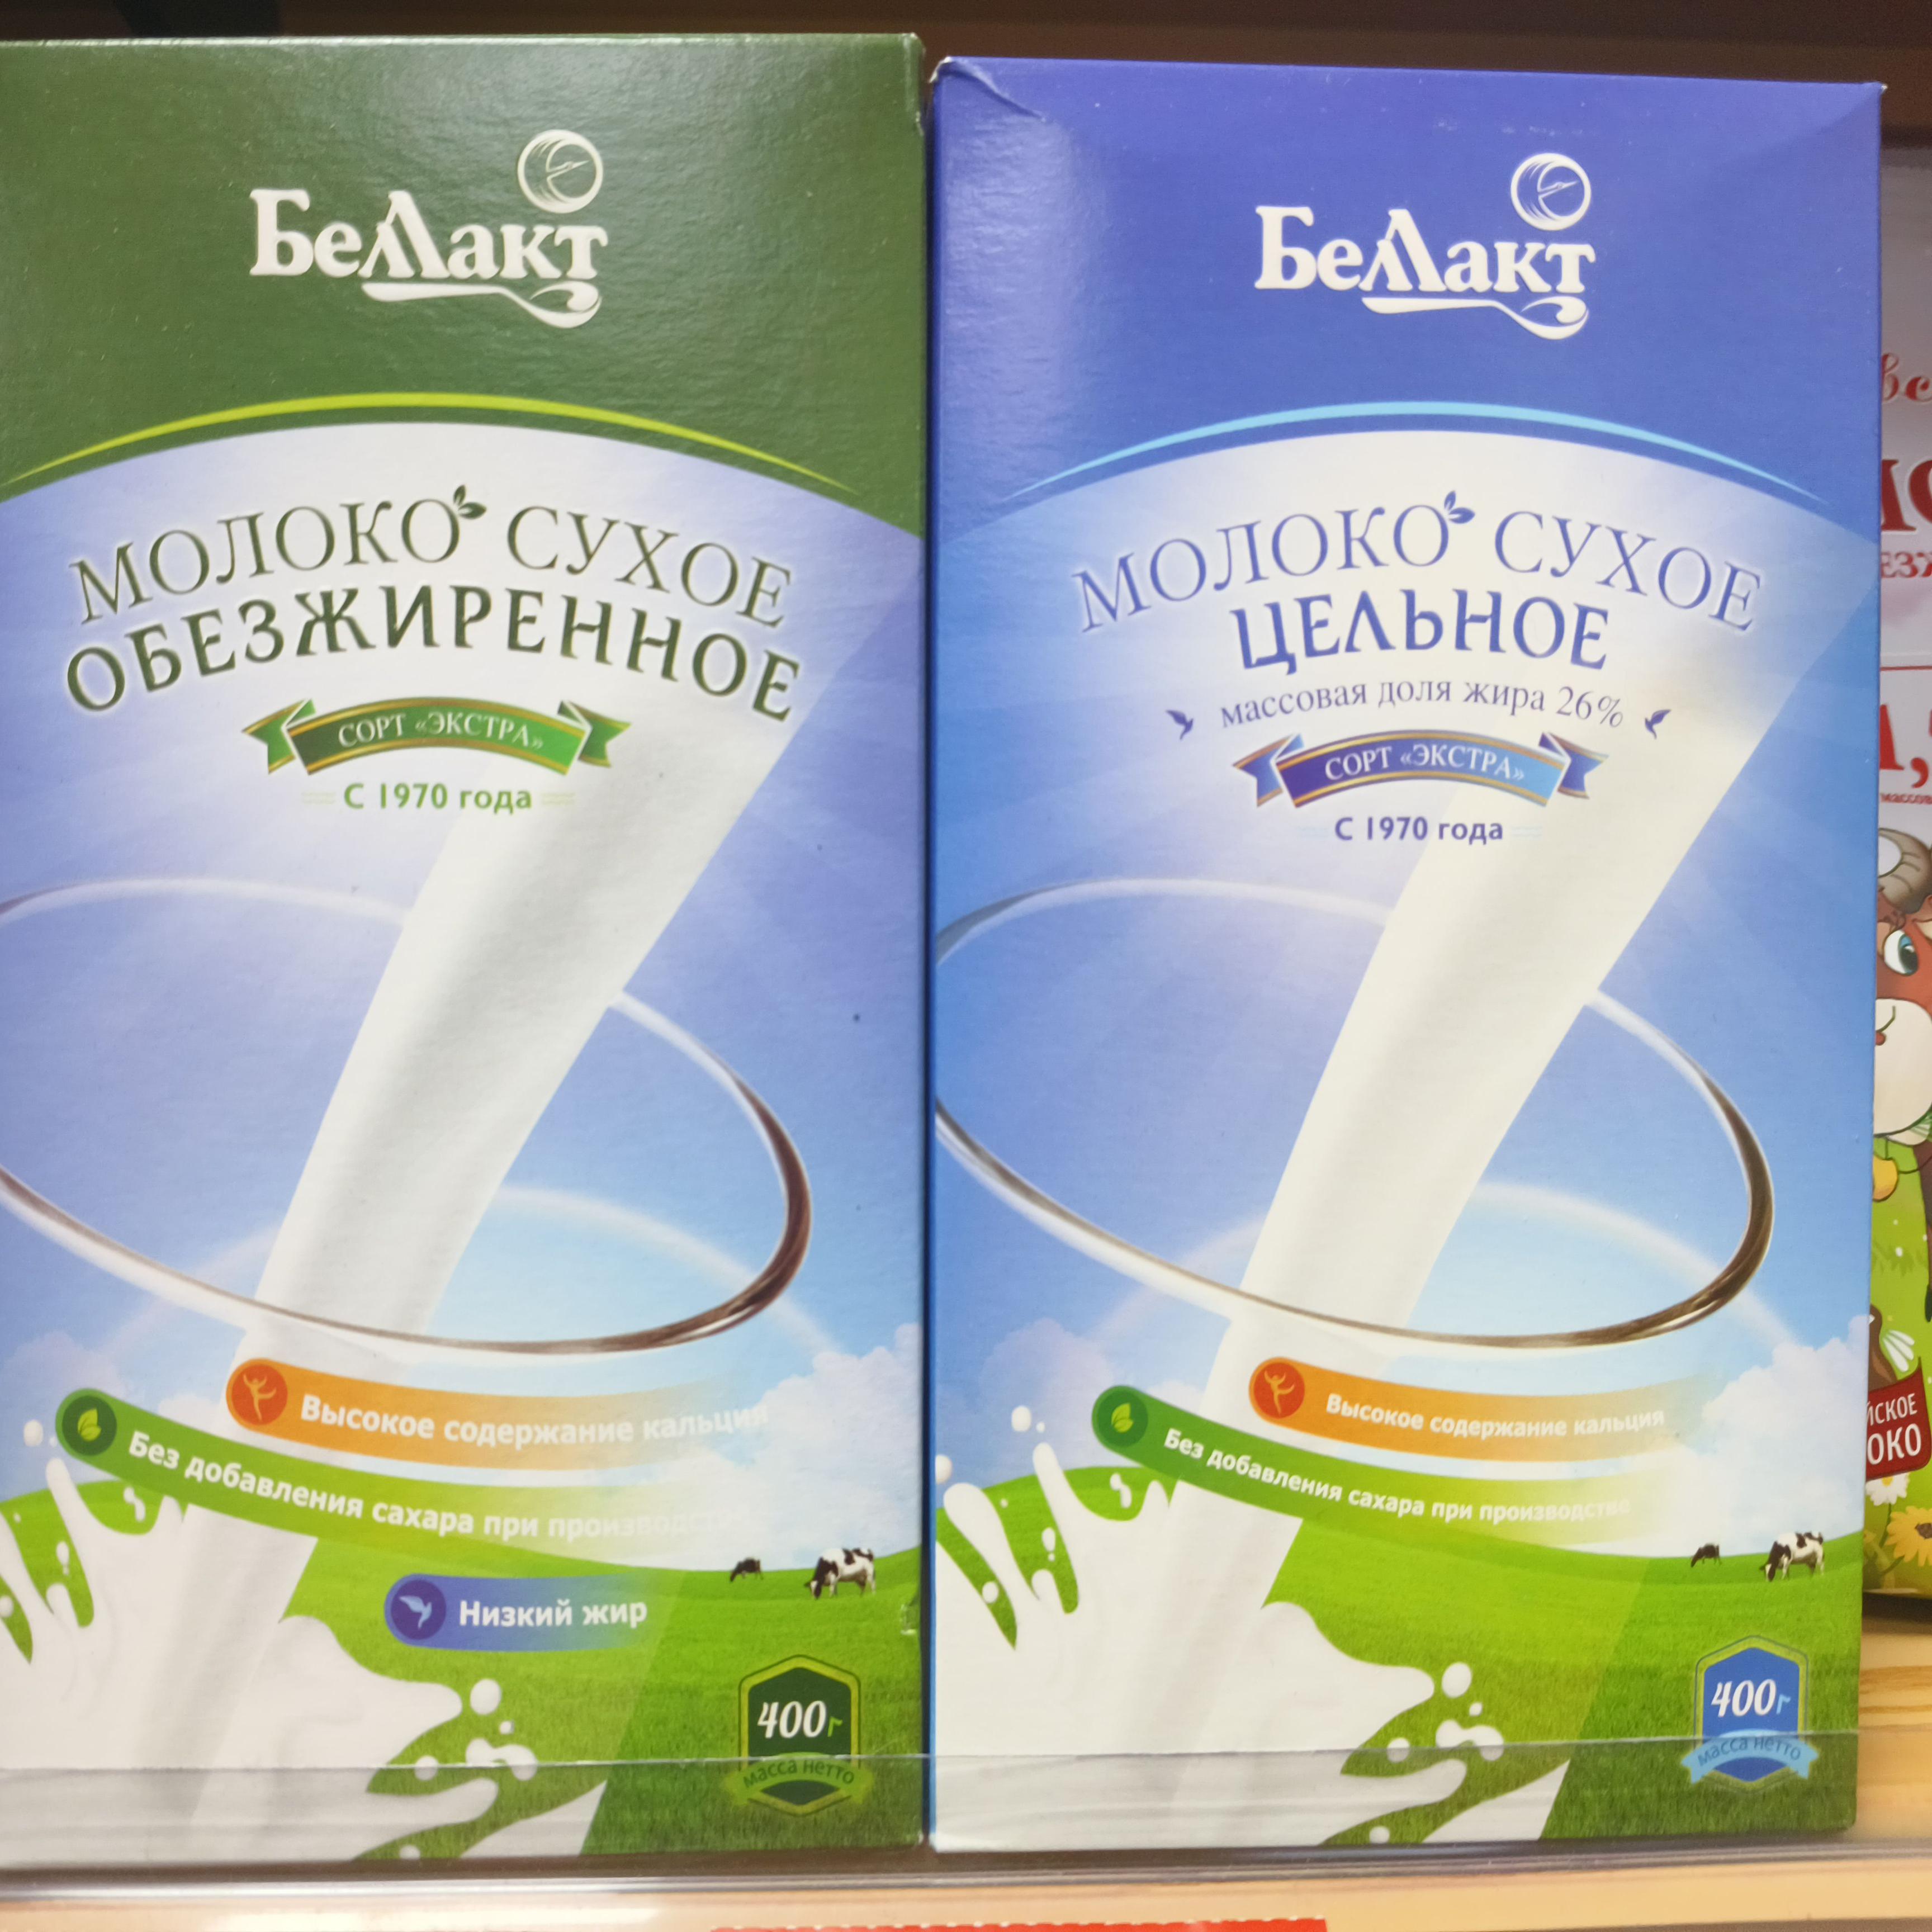 Беллакт
МОЛОКО СУХОЕ
ОБЕЗЖИРЕННОЕ
СОРТ «ЭКСТРА»
С 1970 года
Высокое содержание кальция
Без добавления сахара при производстве
Низкий жир
400г
масса нетто
Беллакт
МОЛОКО СУХОЕ
ЦЕЛЬНОЕ
массовая доля жира 26%
СОРТ «ЭКСТРА»
С 1970 года
Высокое содержание кальция
Без добавления сахара при производстве
400г
масса нетто